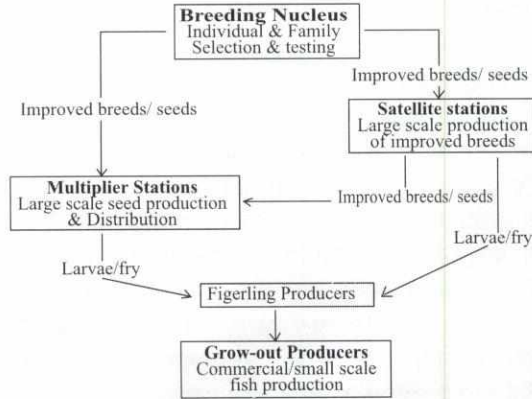 Breeding Nucleus
Individual & Family
Selection & testing
Improved breeds/ seeds
Improved breeds/ seeds
Satellite stations
Large scale production
of improved breeds
Multiplier Stations
Large scale seed production
& Distribution
Improved breeds/ seeds
Larvae/fry
Larvae/fry
Figerling Producers
Grow-out Producers
Commercial/small scale
fish production